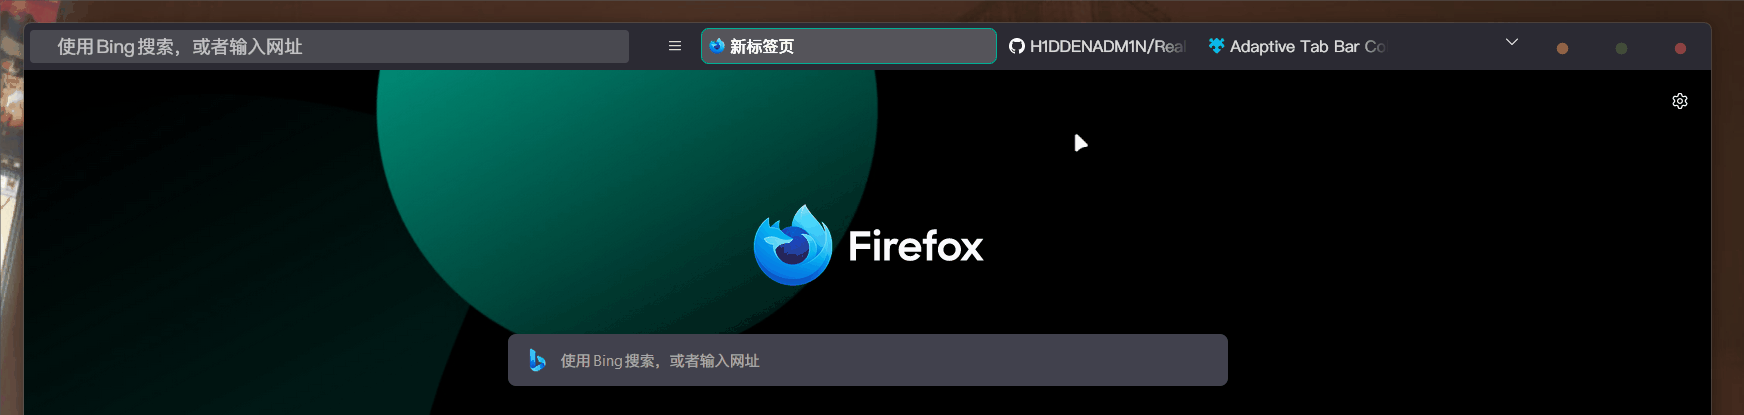 使用Bing搜索，或者输入网址
新标签页
H1DDENADM1N/Real
Adaptive Tab Bar Co
Firefox
使用Bing搜索，或者输入网址